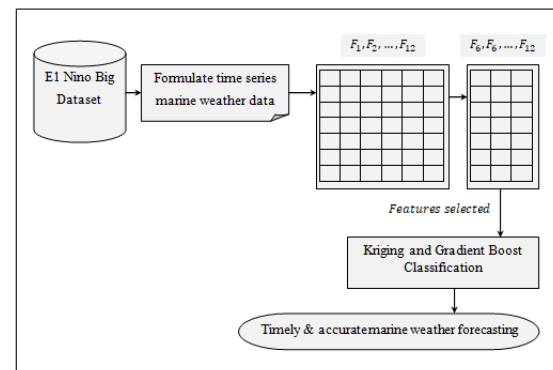 E1 Nino Big
Dataset
Formulate time series
marine weather data
F₁, F₂, ..., F₁₂
F₆, F₆, ..., F₁₂
Features selected
Kriging and Gradient Boost
Classification
Timely & accurate marine weather forecasting